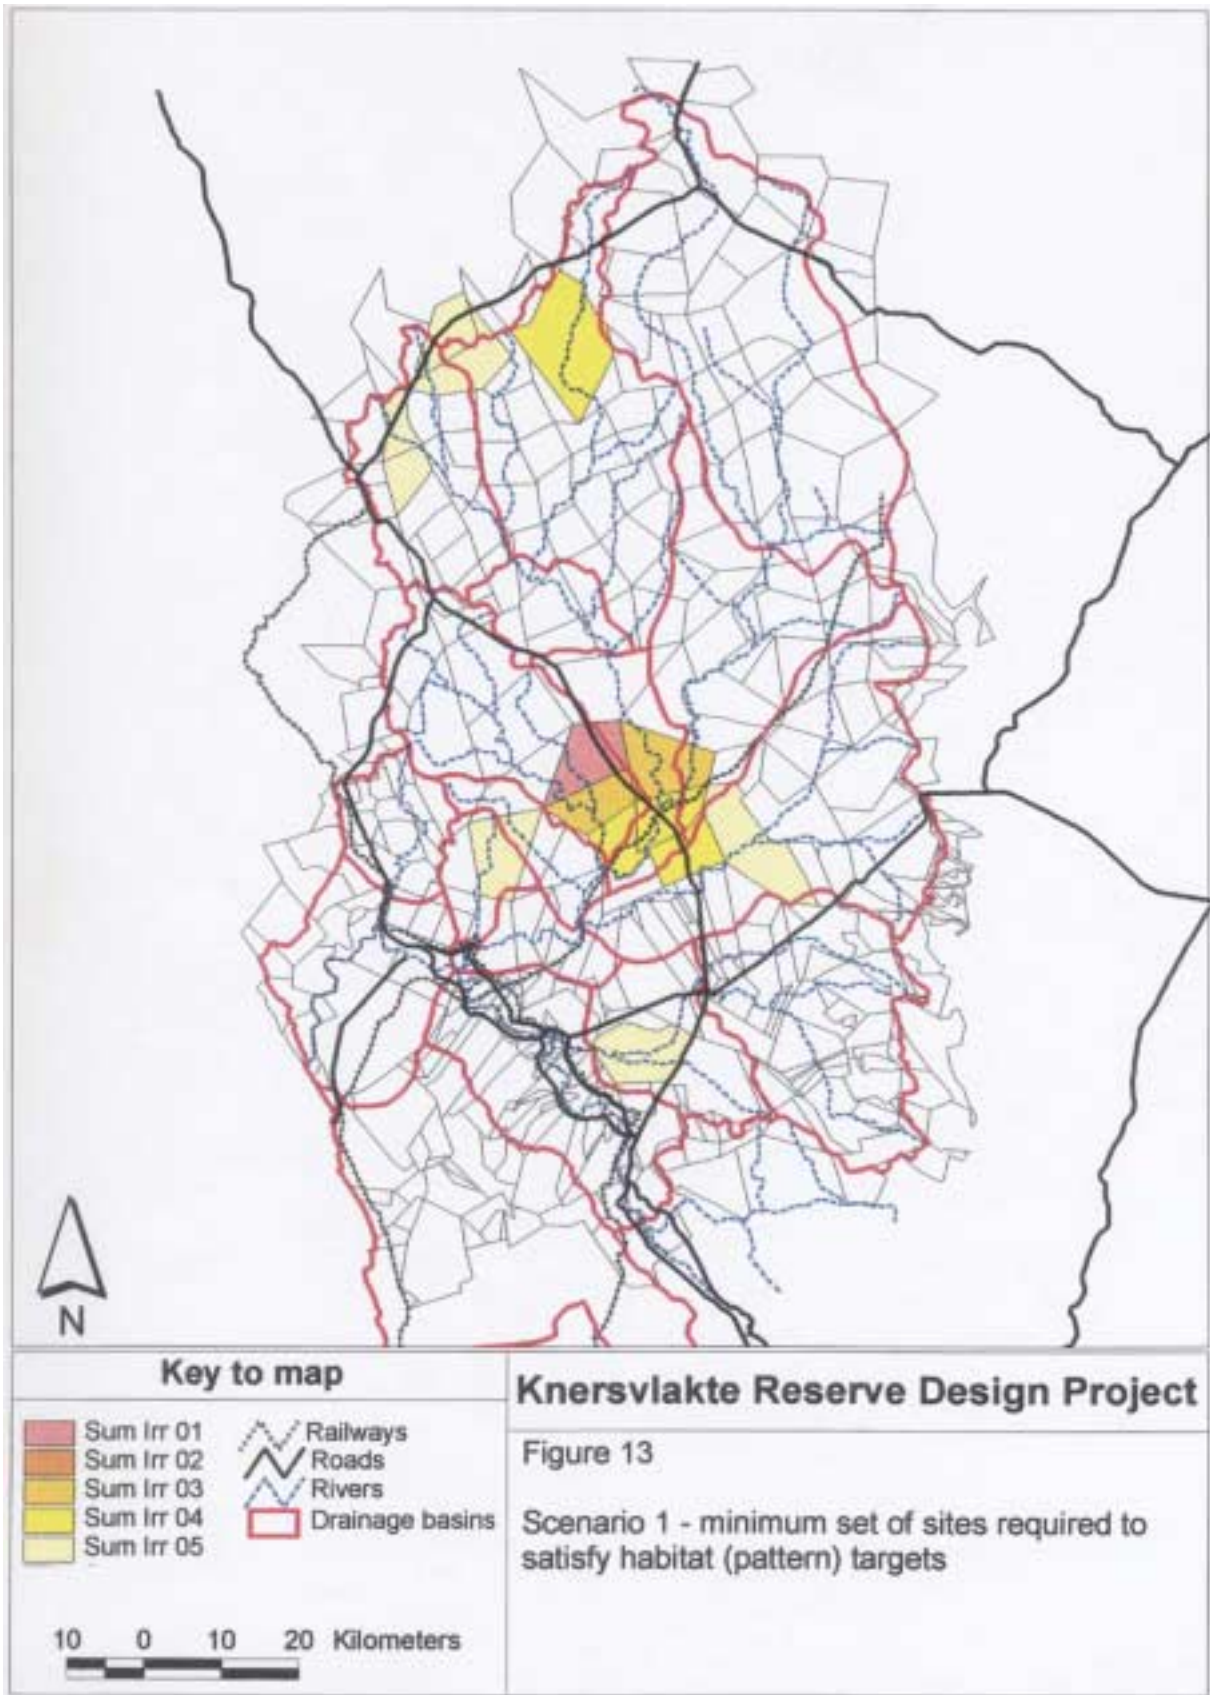 N
Key to map
Sum Irr 01
Sum Irr 02
Sum Irr 03
Sum Irr 04
Sum Irr 05
Railways
Roads
Rivers
Drainage basins
10 0 10 20 Kilometers
Knersvlakte Reserve Design Project
Figure 13
Scenario 1 - minimum set of sites required to
satisfy habitat (pattern) targets